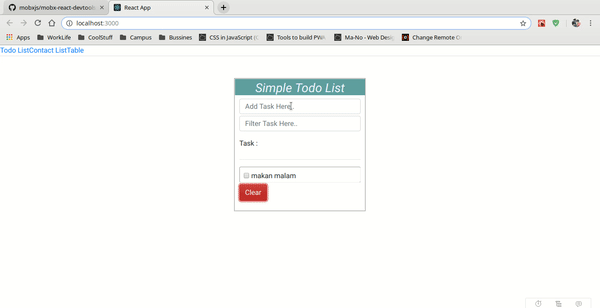 mobxjs/mobx-react-devtools
React App
localhost:3000
Apps WorkLife CoolStuff Campus Bussines CSS in JavaScript (C Tools to build PWA Ma-No - Web Desi Change Remote C
Todo ListContact ListTable
Simple Todo List
Add Task Here..
Filter Task Here..
Task :
makan malam
Clear